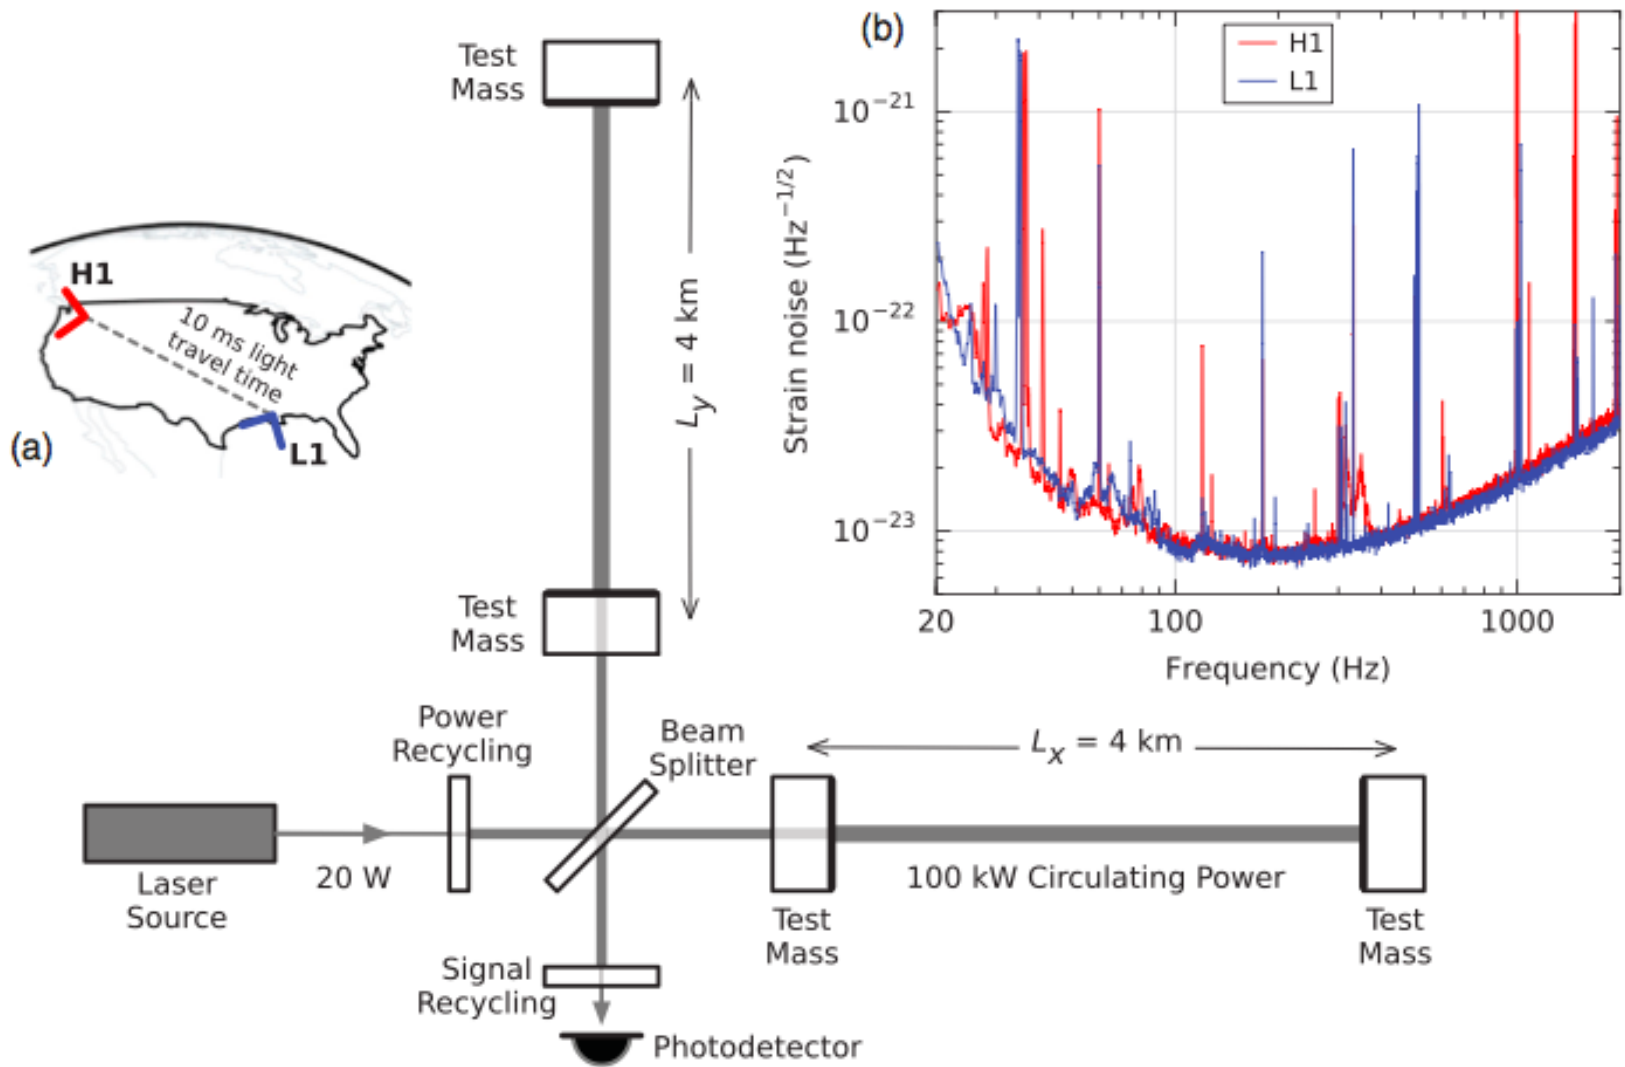 Test
Mass
L_y = 4 km
Test
Mass
(a)
H1
10 ms light
travel time
L1
(b)
H1
L1
10^−21
10^−22
10^−23
Strain noise (Hz^−1/2)
20
100
1000
Frequency (Hz)
Power
Recycling
Beam
Splitter
L_x = 4 km
Laser
Source
20 W
100 kW Circulating Power
Test
Mass
Test
Mass
Signal
Recycling
Photodetector